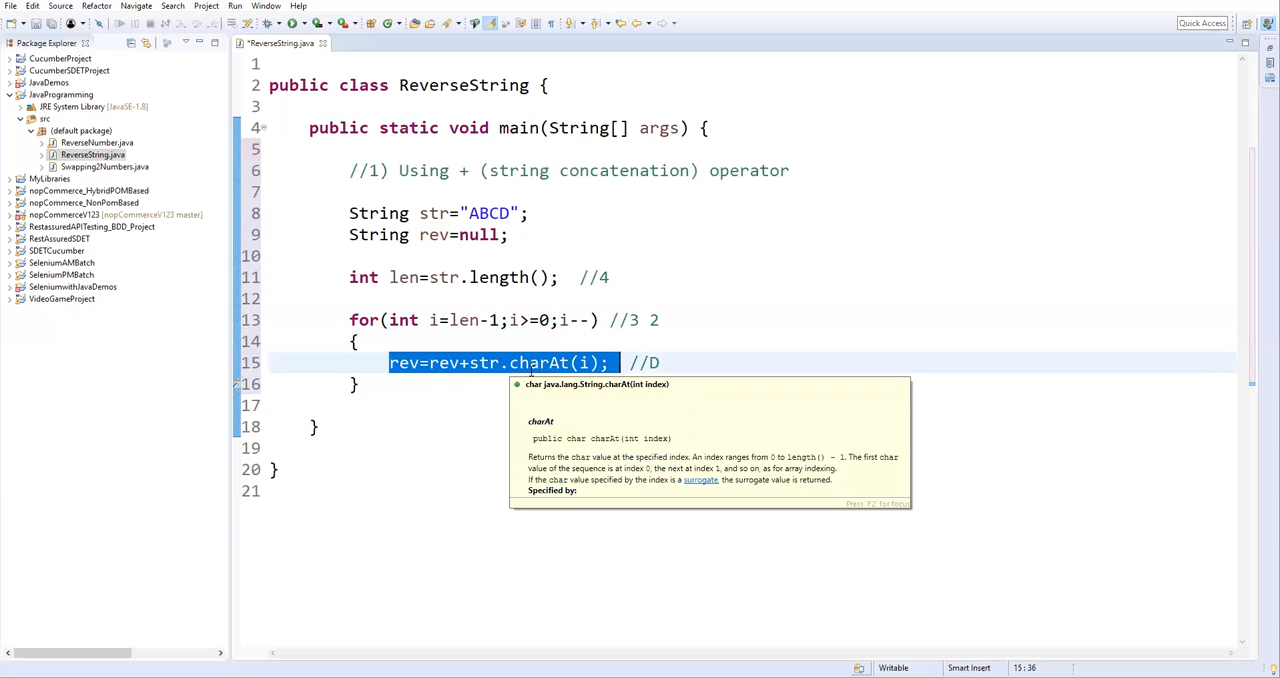 File Edit Source Refactor Navigate Search Project Run Window Help
Quick Access
Package Explorer
*ReverseString.java
CucumberProject
CucumberSDETProject
JavaDemos
JavaProgramming
JRE System Library [JavaSE-1.8]
src
(default package)
ReverseNumber.java
ReverseString.java
Swapping2Numbers.java
MyLibraries
nopCommerce_HybridPOMBased
nopCommerce_NonPomBased
nopCommerceV123 [nopCommerceV123 master]
RestassuredAPITesting_BDD_Project
RestAssuredSDET
SDETCucumber
SeleniumAMBatch
SeleniumPMBatch
SeleniumwithJavaDemos
VideoGameProject
1
2 public class ReverseString {
3
4 public static void main(String[] args) {
5
6 //1) Using + (string concatenation) operator
7
8 String str="ABCD";
9 String rev=null;
10
11 int len=str.length(); //4
12
13 for(int i=len-1;i>=0;i--) //3 2
14 {
15 rev=rev+str.charAt(i); //D
16 }
17
18 }
19
20 }
21
char java.lang.String.charAt(int index)
charAt
public char charAt(int index)
Returns the char value at the specified index. An index ranges from 0 to length() - 1. The first char
value of the sequence is at index 0, the next at index 1, and so on, as for array indexing.
If the char value specified by the index is a surrogate, the surrogate value is returned.
Specified by:
Press 'F2' for focus
Writable Smart Insert 15 : 36